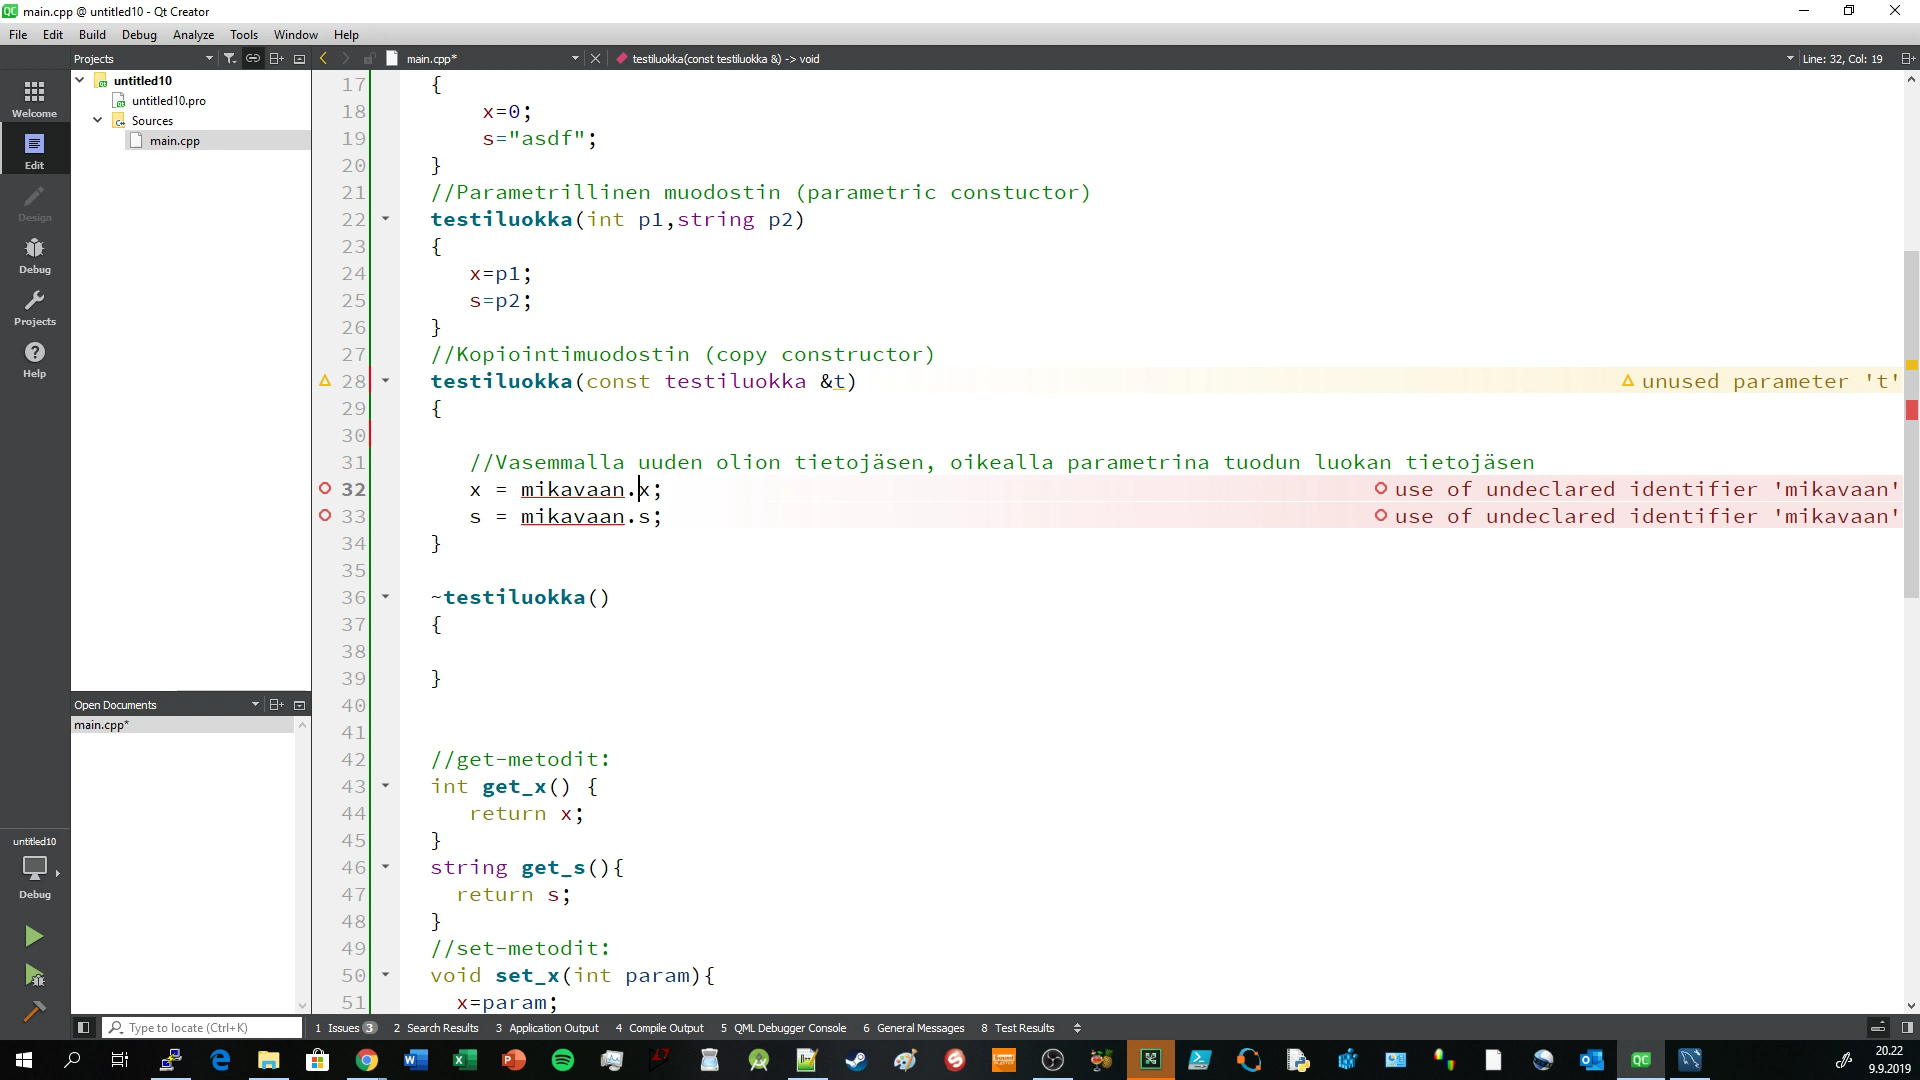 main.cpp @ untitled10 - Qt Creator
File Edit Build Debug Analyze Tools Window Help
Projects
main.cpp*
testiluokka(const testiluokka &) -> void
Line: 32, Col: 19
Welcome
Edit
Design
Debug
Projects
Help
untitled10
untitled10.pro
Sources
main.cpp
Open Documents
main.cpp*
17 {
18 x=0;
19 s="asdf";
20 }
21 //Parametrillinen muodostin (parametric constuctor)
22 testiluokka(int p1,string p2)
23 {
24 x=p1;
25 s=p2;
26 }
27 //Kopiointimuodostin (copy constructor)
28 testiluokka(const testiluokka &t) unused parameter 't'
29 {
30
31 //Vasemmalla uuden olion tietojäsen, oikealla parametrina tuodun luokan tietojäsen
32 x = mikavaan.x; use of undeclared identifier 'mikavaan'
33 s = mikavaan.s; use of undeclared identifier 'mikavaan'
34 }
35
36 ~testiluokka()
37 {
38
39 }
40
41
42 //get-metodit:
43 int get_x() {
44 return x;
45 }
46 string get_s(){
47 return s;
48 }
49 //set-metodit:
50 void set_x(int param){
51 x=param;
untitled10
Debug
Type to locate (Ctrl+K)
1 Issues 3 2 Search Results 3 Application Output 4 Compile Output 5 QML Debugger Console 6 General Messages 8 Test Results
20.22
9.9.2019